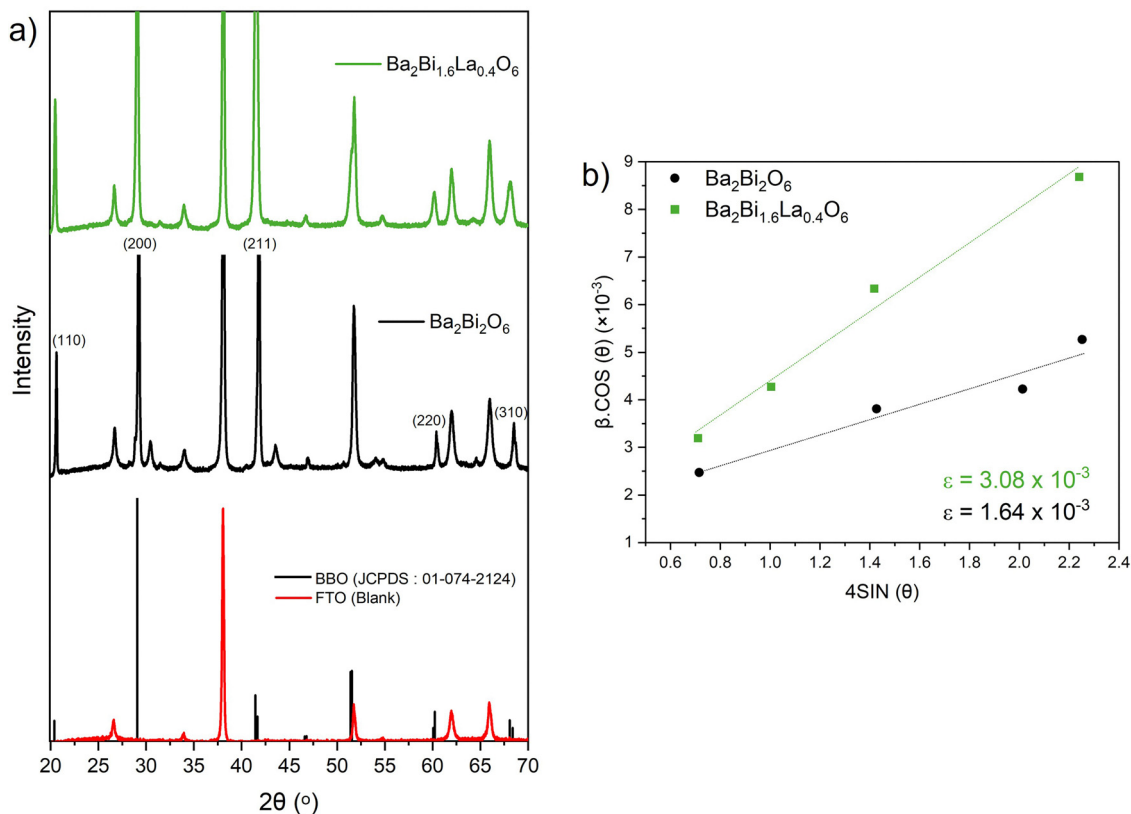 a)
Ba2Bi1.6La0.4O6
(200)
(211)
Ba2Bi2O6
(110)
(220)
(310)
BBO (JCPDS : 01-074-2124)
FTO (Blank)
Intensity
20 25 30 35 40 45 50 55 60 65 70
2θ (o)
b)
9
8
7
6
5
4
3
2
1
Ba2Bi2O6
Ba2Bi1.6La0.4O6
β.COS (θ) (×10-3)
ε = 3.08 x 10-3
ε = 1.64 x 10-3
0.6 0.8 1.0 1.2 1.4 1.6 1.8 2.0 2.2 2.4
4SIN (θ)